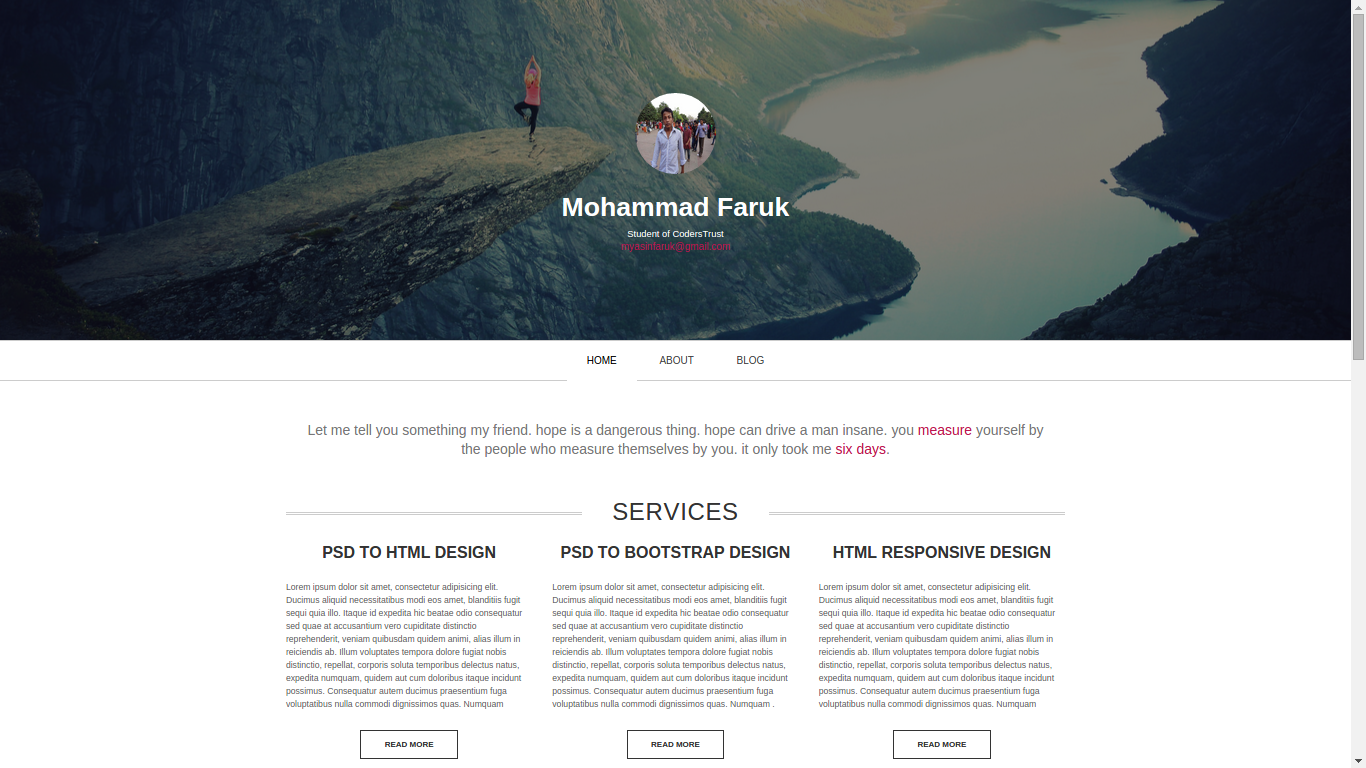 Mohammad Faruk
Student of CodersTrust
myasinfaruk@gmail.com
HOME ABOUT BLOG
Let me tell you something my friend. hope is a dangerous thing. hope can drive a man insane. you measure yourself by
the people who measure themselves by you. it only took me six days.
SERVICES
PSD TO HTML DESIGN
Lorem ipsum dolor sit amet, consectetur adipisicing elit.
Ducimus aliquid necessitatibus modi eos amet, blanditiis fugit
sequi quia illo. Itaque id expedita hic beatae odio consequatur
sed quae at accusantium vero cupiditate distinctio
reprehenderit, veniam quibusdam quidem animi, alias illum in
reiciendis ab. Illum voluptates tempora dolore fugiat nobis
distinctio, repellat, corporis soluta temporibus delectus natus,
expedita numquam, quidem aut cum doloribus itaque incidunt
possimus. Consequatur autem ducimus praesentium fuga
voluptatibus nulla commodi dignissimos quas. Numquam
READ MORE
PSD TO BOOTSTRAP DESIGN
Lorem ipsum dolor sit amet, consectetur adipisicing elit.
Ducimus aliquid necessitatibus modi eos amet, blanditiis fugit
sequi quia illo. Itaque id expedita hic beatae odio consequatur
sed quae at accusantium vero cupiditate distinctio
reprehenderit, veniam quibusdam quidem animi, alias illum in
reiciendis ab. Illum voluptates tempora dolore fugiat nobis
distinctio, repellat, corporis soluta temporibus delectus natus,
expedita numquam, quidem aut cum doloribus itaque incidunt
possimus. Consequatur autem ducimus praesentium fuga
voluptatibus nulla commodi dignissimos quas. Numquam .
READ MORE
HTML RESPONSIVE DESIGN
Lorem ipsum dolor sit amet, consectetur adipisicing elit.
Ducimus aliquid necessitatibus modi eos amet, blanditiis fugit
sequi quia illo. Itaque id expedita hic beatae odio consequatur
sed quae at accusantium vero cupiditate distinctio
reprehenderit, veniam quibusdam quidem animi, alias illum in
reiciendis ab. Illum voluptates tempora dolore fugiat nobis
distinctio, repellat, corporis soluta temporibus delectus natus,
expedita numquam, quidem aut cum doloribus itaque incidunt
possimus. Consequatur autem ducimus praesentium fuga
voluptatibus nulla commodi dignissimos quas. Numquam
READ MORE